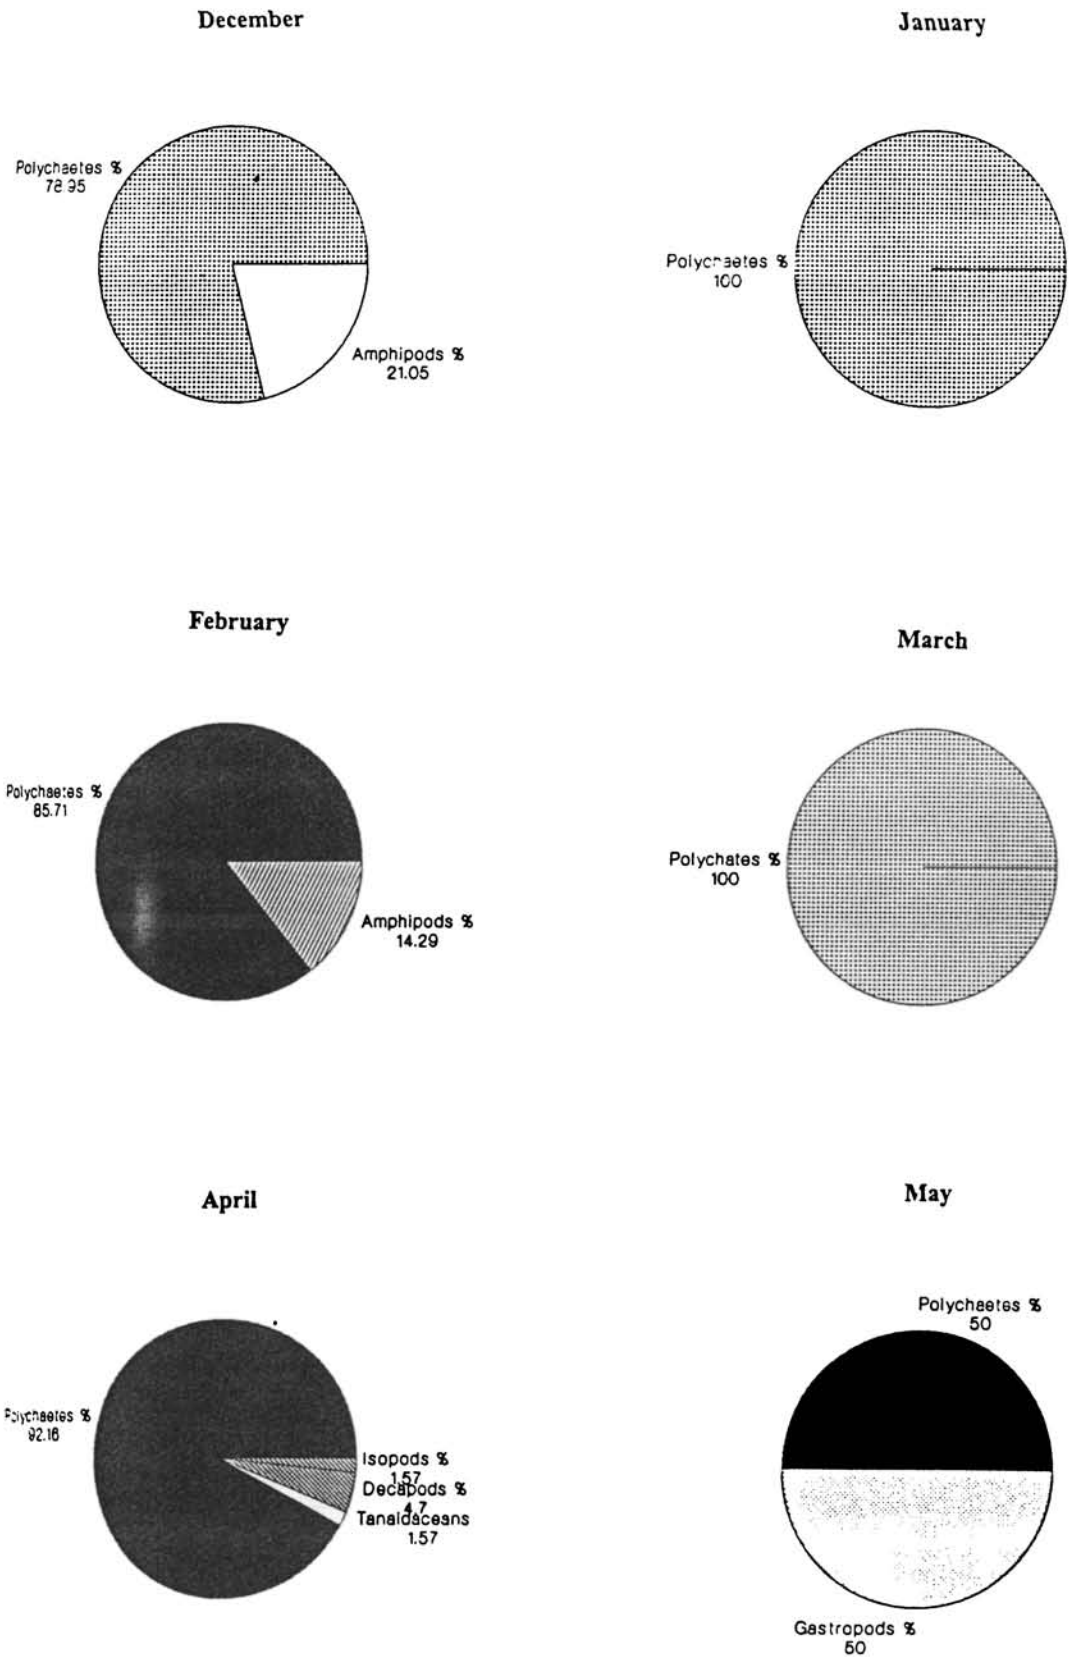 December
Polychaetes %
78.95
Amphipods %
21.05
January
Polychaetes %
100
February
Polychaetes %
85.71
Amphipods %
14.29
March
Polychates %
100
April
Polychaetes %
92.16
Isopods %
1.57
Decapods %
4.7
Tanaidaceans
1.57
May
Polychaetes %
50
Gastropods %
50